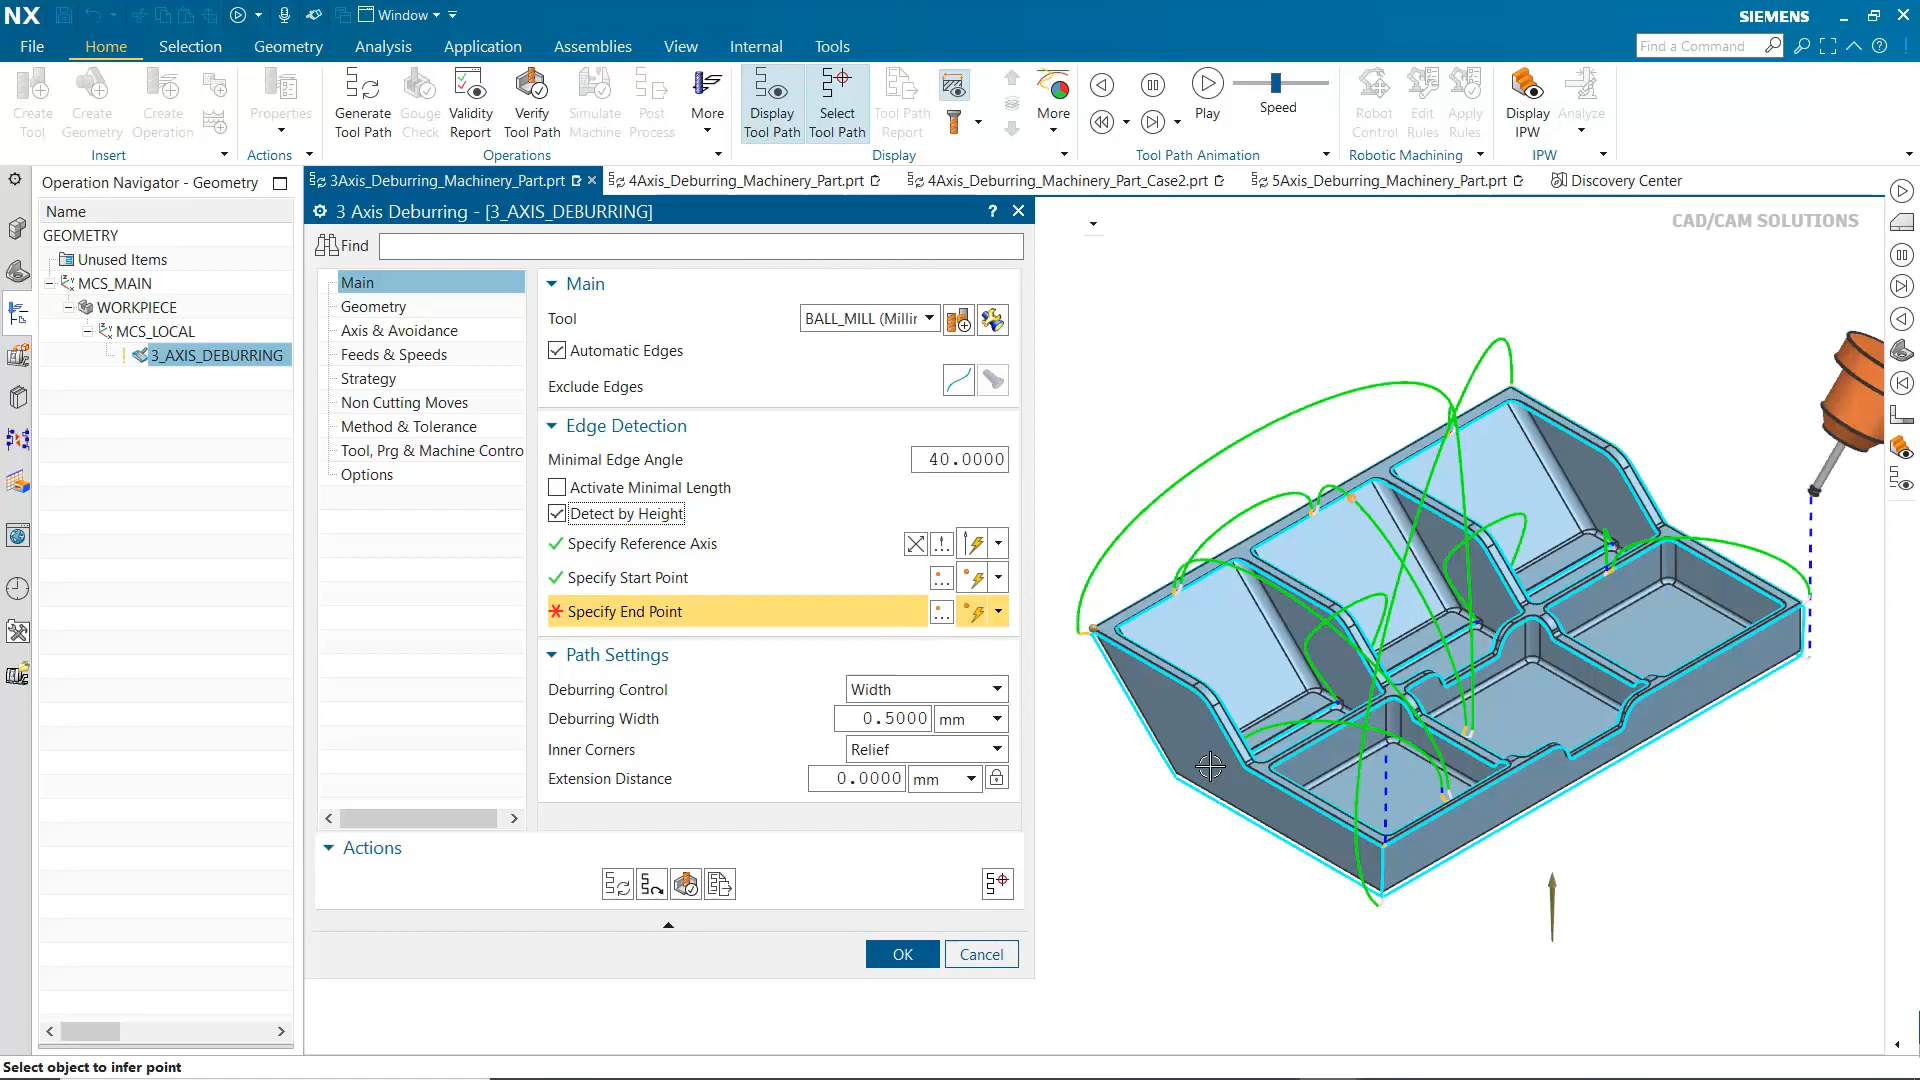 NX
Window
SIEMENS
File
Home
Selection
Geometry
Analysis
Application
Assemblies
View
Internal
Tools
Find a Command
Create Tool
Create Geometry
Create Operation
Properties
Generate Tool Path
Gouge Check
Validity Report
Verify Tool Path
Simulate Machine
Post Process
More
Display Tool Path
Select Tool Path
Tool Path Report
More
Play
Speed
Robot Control
Edit Rules
Apply Rules
Display IPW
Analyze
Insert
Actions
Operations
Display
Tool Path Animation
Robotic Machining
IPW
Operation Navigator - Geometry
3Axis_Deburring_Machinery_Part.prt
4Axis_Deburring_Machinery_Part.prt
4Axis_Deburring_Machinery_Part_Case2.prt
5Axis_Deburring_Machinery_Part.prt
Discovery Center
Name
GEOMETRY
Unused Items
MCS_MAIN
WORKPIECE
MCS_LOCAL
3_AXIS_DEBURRING
3 Axis Deburring - [3_AXIS_DEBURRING]
Find
Main
Geometry
Axis & Avoidance
Feeds & Speeds
Strategy
Non Cutting Moves
Method & Tolerance
Tool, Prg & Machine Contro
Options
Main
Tool
BALL_MILL (Millir
Automatic Edges
Exclude Edges
Edge Detection
Minimal Edge Angle
40.0000
Activate Minimal Length
Detect by Height
Specify Reference Axis
Specify Start Point
Specify End Point
Path Settings
Deburring Control
Width
Deburring Width
0.5000 mm
Inner Corners
Relief
Extension Distance
0.0000 mm
Actions
OK
Cancel
CAD/CAM SOLUTIONS
Select object to infer point